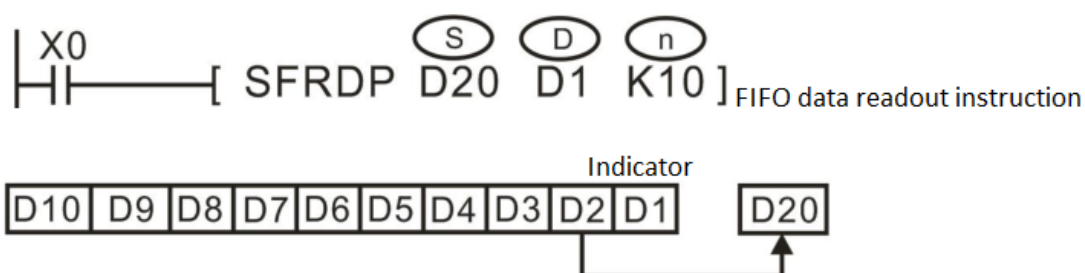 X0 S D n
[ SFRDP D20 D1 K10 ] FIFO data readout instruction
Indicator
D10 D9 D8 D7 D6 D5 D4 D3 D2 D1 D20